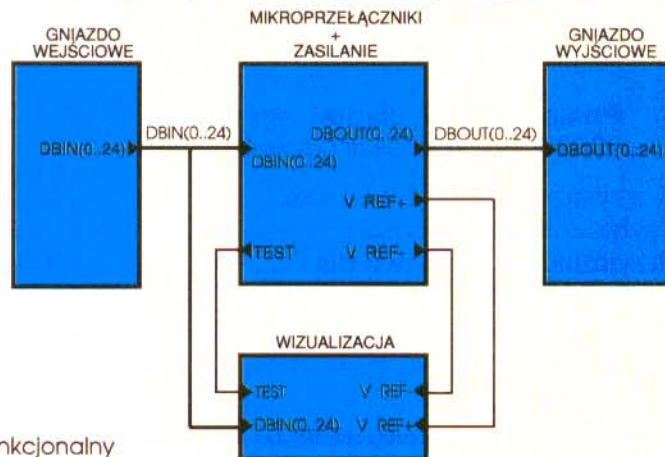 MIKROPRZEŁĄCZNIKI
+
ZASILANIE
GNIAZDO
WEJŚCIOWE
GNIAZDO
WYJŚCIOWE
DBIN(0..24)
DBIN(0..24)
DBIN(0..24)
DBOUT(0..24)
DBOUT(0..24)
DBOUT(0..24)
V REF+
TEST
V REF-
WIZUALIZACJA
TEST
V REF-
DBIN(0..24)
V REF+
nkcjonalny